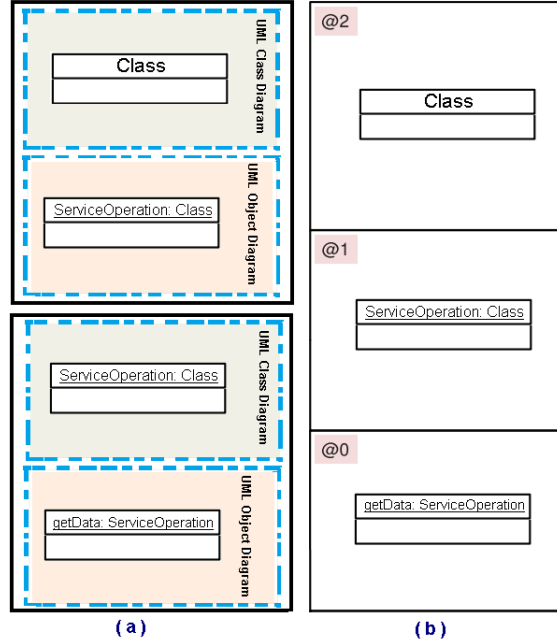 Class
UML Class Diagram
ServiceOperation: Class
UML Object Diagram
ServiceOperation: Class
UML Class Diagram
getData: ServiceOperation
UML Object Diagram
( a )
@2
Class
@1
ServiceOperation: Class
@0
getData: ServiceOperation
( b )